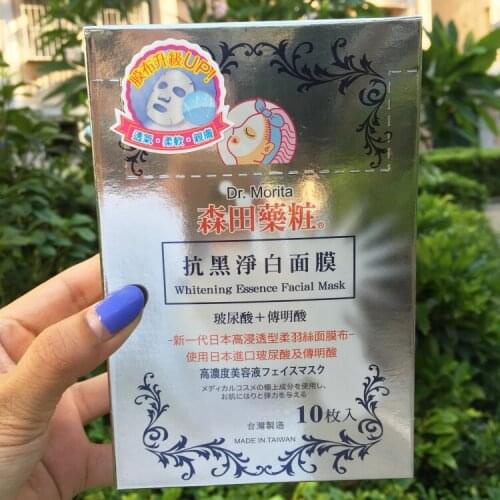 膜布升級UP!
透氣・柔軟・親膚
Dr. Morita
森田藥粧®
抗黑淨白面膜
Whitening Essence Facial Mask
玻尿酸＋傳明酸
-新一代日本高浸透型柔羽絲面膜布-
使用日本進口玻尿酸及傳明酸
高濃度美容液フェイスマスク
メディカルコスメの極上成分を使用し、
お肌にはりと弾力を与える
10枚入
台灣製造
MADE IN TAIWAN